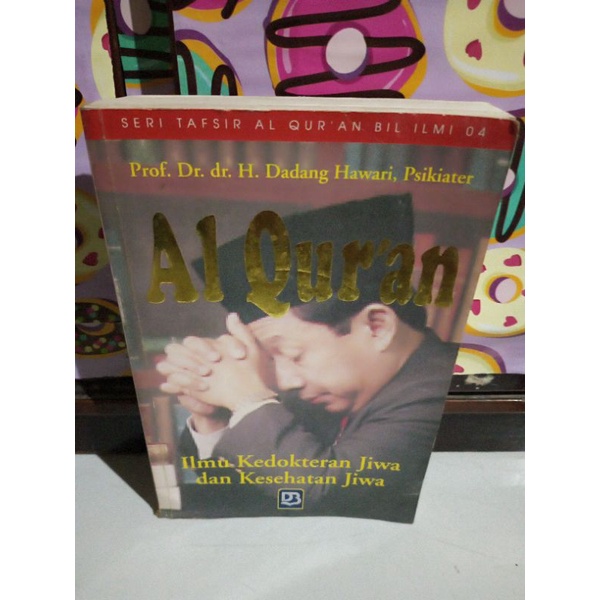 SERI TAFSIR AL QUR'AN BIL ILMI 04
Prof. Dr. dr. H. Dadang Hawari, Psikiater
Al Qur'an
Ilmu Kedokteran Jiwa
dan Kesehatan Jiwa